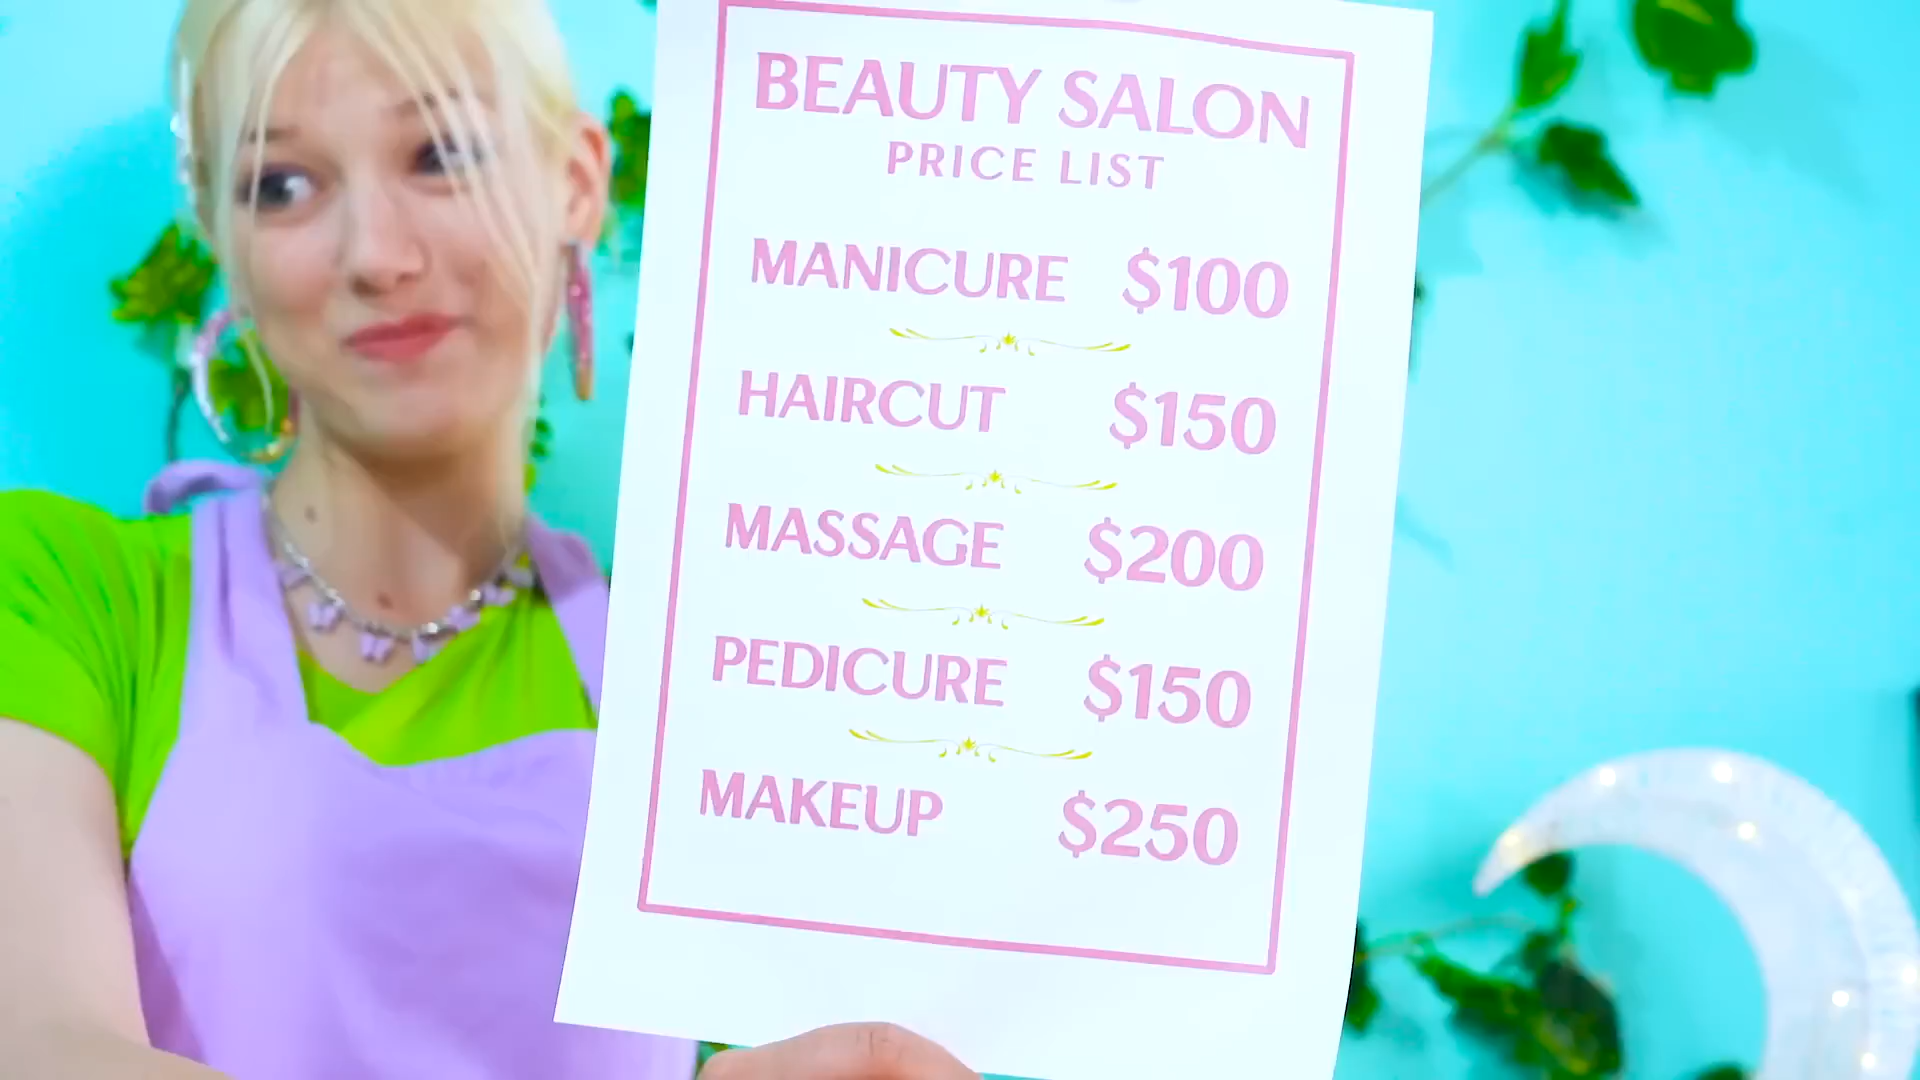 BEAUTY SALON
PRICE LIST
MANICURE $100
HAIRCUT $150
MASSAGE $200
PEDICURE $150
MAKEUP $250